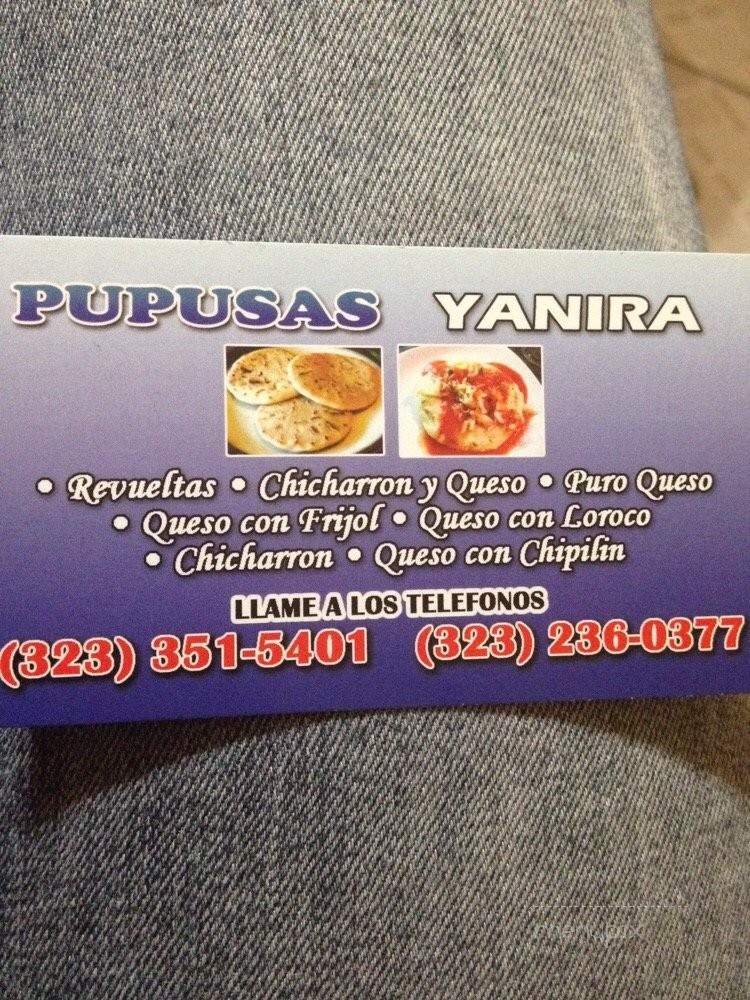 PUPUSAS YANIRA
• Revueltas • Chicharron y Queso • Puro Queso
• Queso con Frijol • Queso con Loroco
• Chicharron • Queso con Chipilin
LLAME A LOS TELEFONOS
(323) 351-5401 (323) 236-0377
menupix